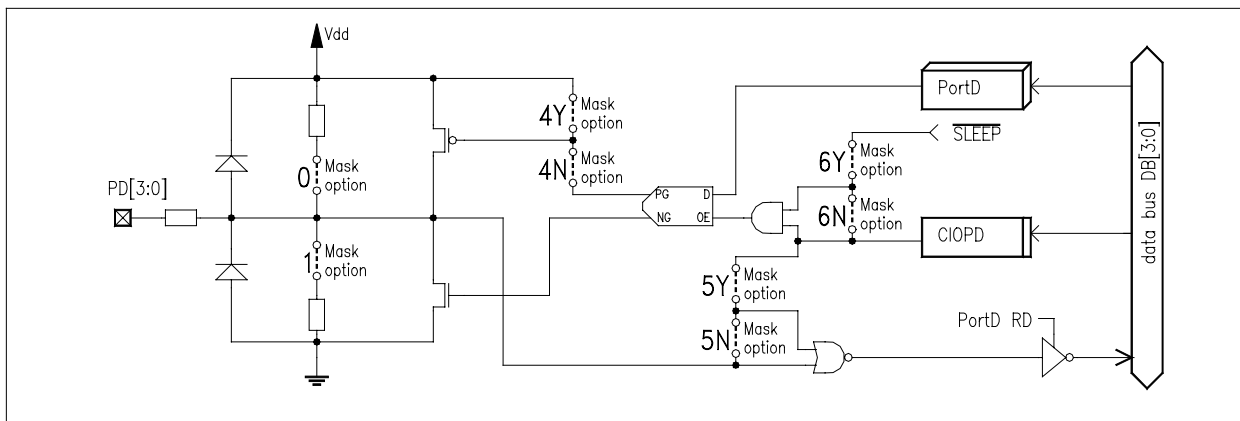 Vdd
4Y
Mask
option
PortD
SLEEP
4N
Mask
option
6Y
Mask
option
0
Mask
option
PD[3:0]
PG
D
NG
OE
6N
Mask
option
CIOPD
data bus DB[3:0]
1
Mask
option
5Y
Mask
option
5N
Mask
option
PortD RD